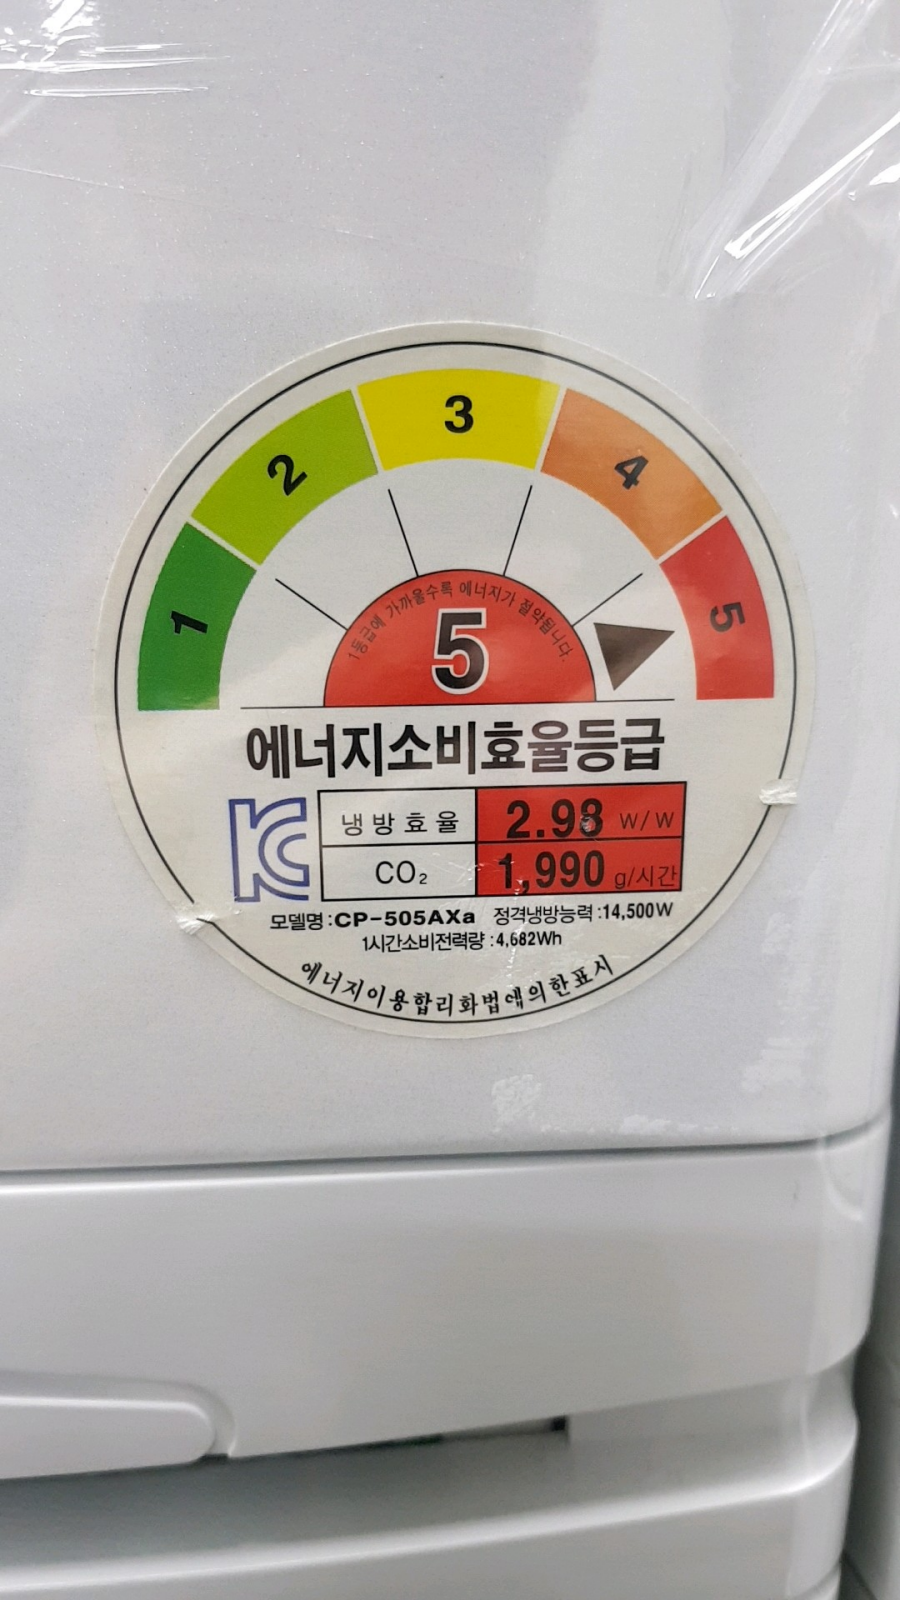 1 2 3 4 5
1등급에 가까울수록 에너지가 절약됩니다.
5
에너지소비효율등급
KC
냉방효율 2.98 W/W
CO₂ 1,990 g/시간
모델명:CP-505AXa 정격냉방능력:14,500W
1시간소비전력량:4,682Wh
에너지이용합리화법에의한표시